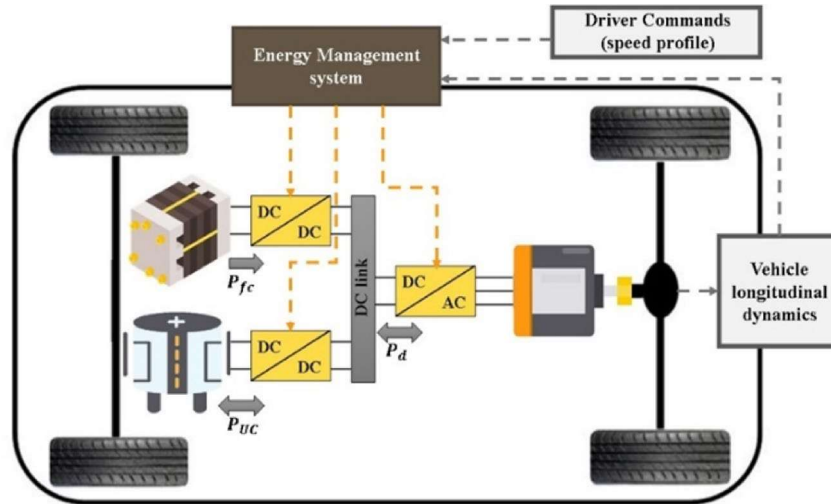 Driver Commands
(speed profile)
Energy Management
system
DC
DC
P_fc
DC link
DC
AC
P_d
Vehicle
longitudinal
dynamics
+
DC
DC
P_UC